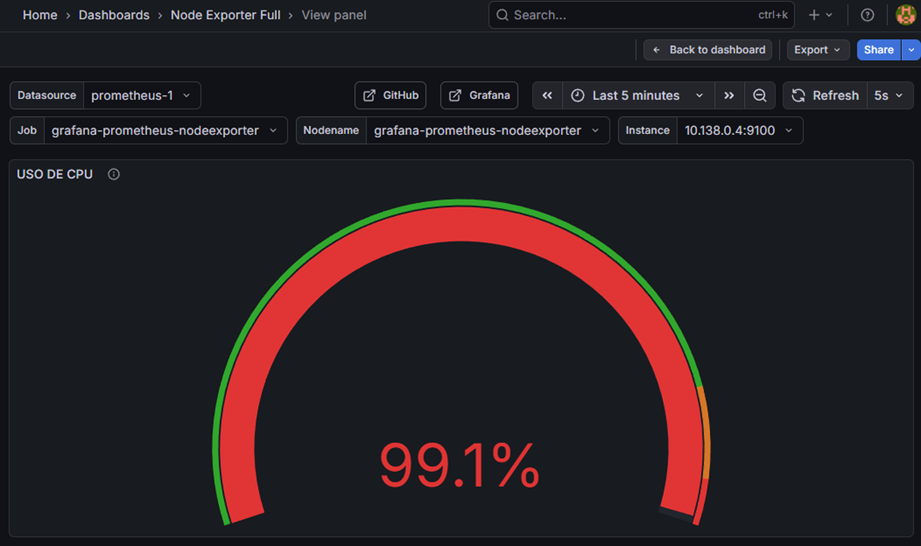 Home > Dashboards > Node Exporter Full > View panel
Search... ctrl+k
Back to dashboard Export Share
Datasource prometheus-1 GitHub Grafana Last 5 minutes Refresh 5s
Job grafana-prometheus-nodeexporter Nodename grafana-prometheus-nodeexporter Instance 10.138.0.4:9100
USO DE CPU
99.1%